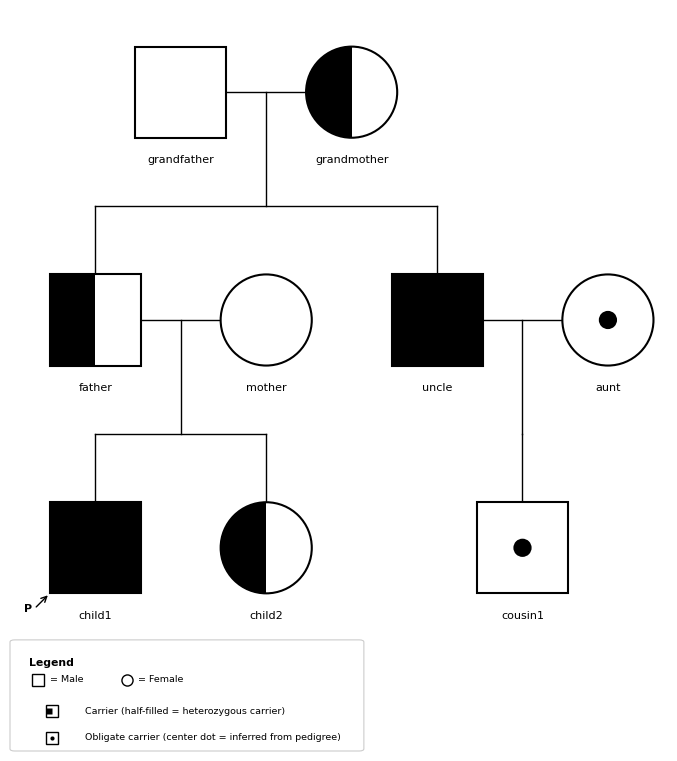 grandfather grandmother
father mother uncle aunt
child1 child2 cousin1
P
Legend
= Male = Female
Carrier (half-filled = heterozygous carrier)
Obligate carrier (center dot = inferred from pedigree)